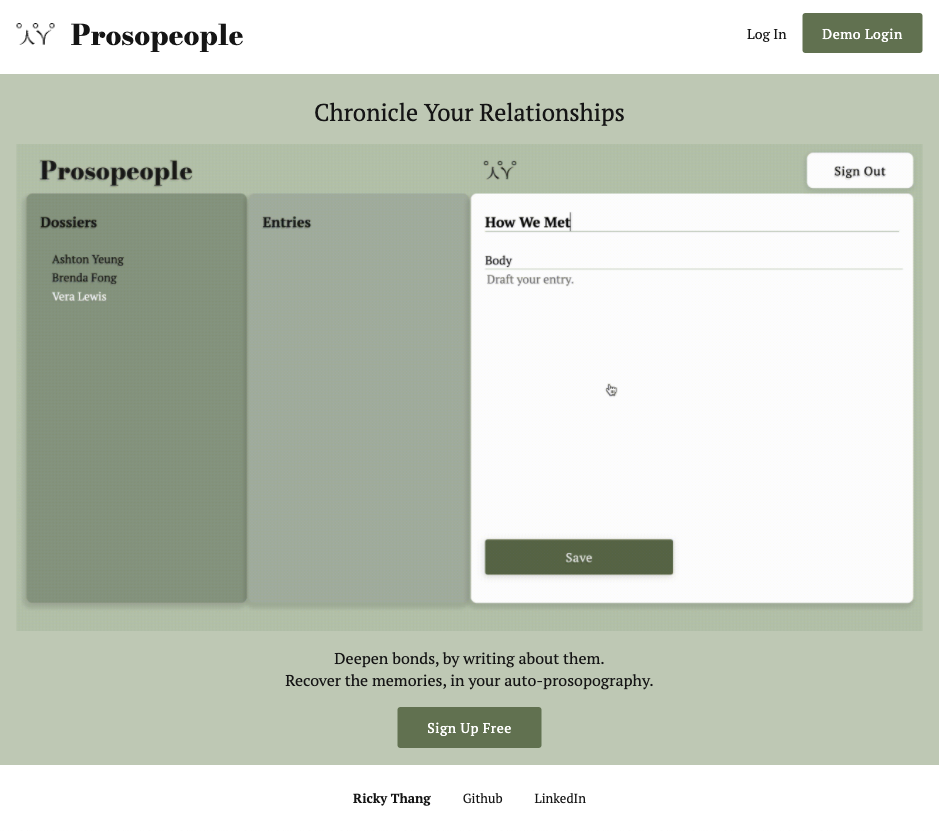 Prosopeople
Log In
Demo Login
Chronicle Your Relationships
Prosopeople
Sign Out
Dossiers
Ashton Yeung
Brenda Fong
Vera Lewis
Entries
How We Met
Body
Draft your entry.
Save
Deepen bonds, by writing about them.
Recover the memories, in your auto-prosopography.
Sign Up Free
Ricky Thang
Github
LinkedIn